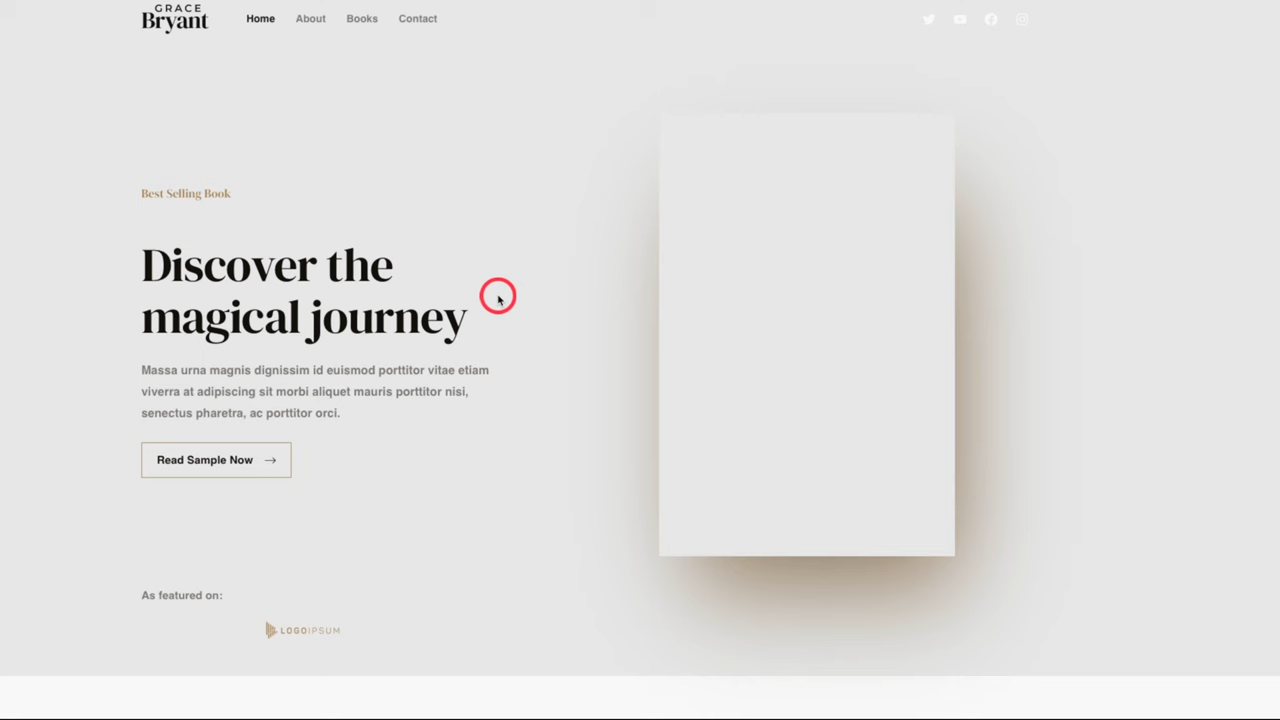 GRACE
Bryant
Home About Books Contact
Best Selling Book
Discover the
magical journey
Massa urna magnis dignissim id euismod porttitor vitae etiam
viverra at adipiscing sit morbi aliquet mauris porttitor nisi,
senectus pharetra, ac porttitor orci.
Read Sample Now →
As featured on:
LOGOIPSUM